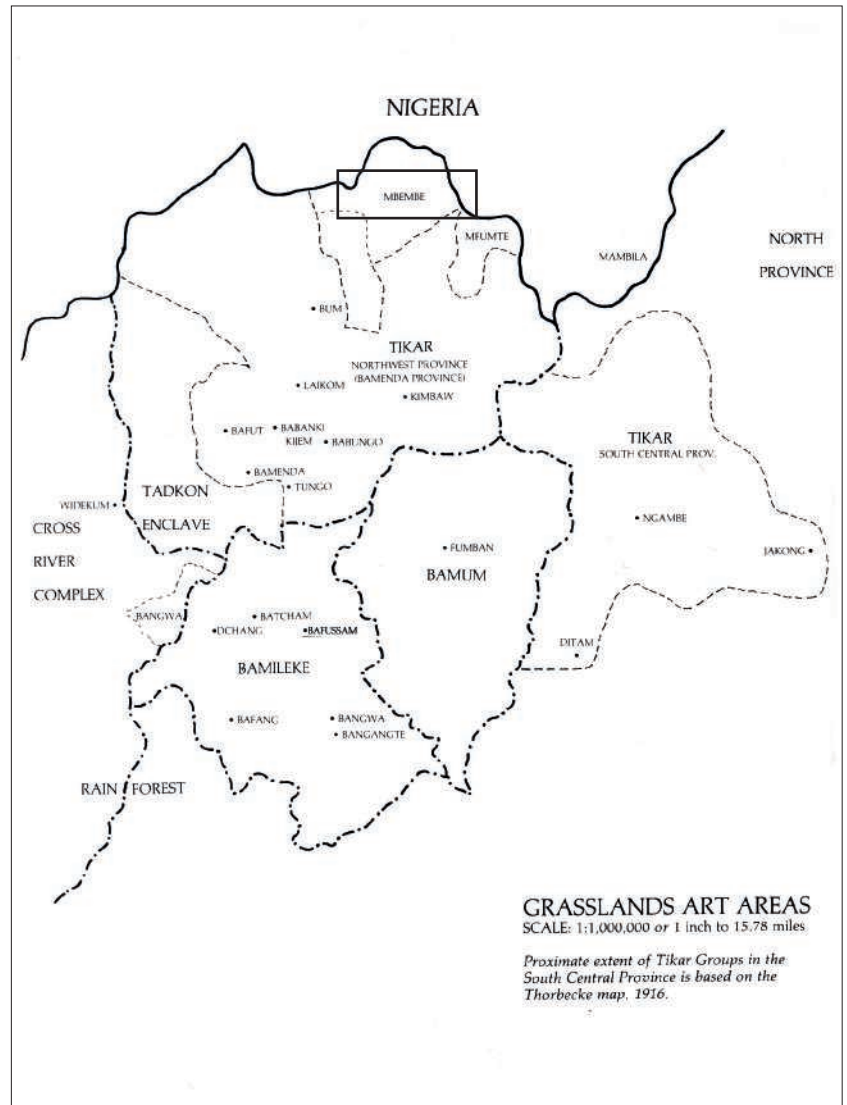 NIGERIA
MBEMBE
MFUMTE
MAMBILA
NORTH
PROVINCE
BUM
TIKAR
NORTHWEST PROVINCE
(BAMENDA PROVINCE)
LAIKOM
KIMBAW
BAFUT
BABANKI
KIJEM
BABUNGO
TIKAR
SOUTH CENTRAL PROV.
BAMENDA
TUNGO
TADKON
ENCLAVE
WIDEKUM
CROSS
RIVER
COMPLEX
NGAMBE
JAKONG
FUMBAN
BAMUM
BANGWA
BATCHAM
DCHANG
BAFUSSAM
DITAM
BAMILEKE
BAFANG
BANGWA
BANGANGTE
RAIN FOREST
GRASSLANDS ART AREAS
SCALE: 1:1,000,000 or 1 inch to 15.78 miles
Proximate extent of Tikar Groups in the
South Central Province is based on the
Thorbecke map, 1916.